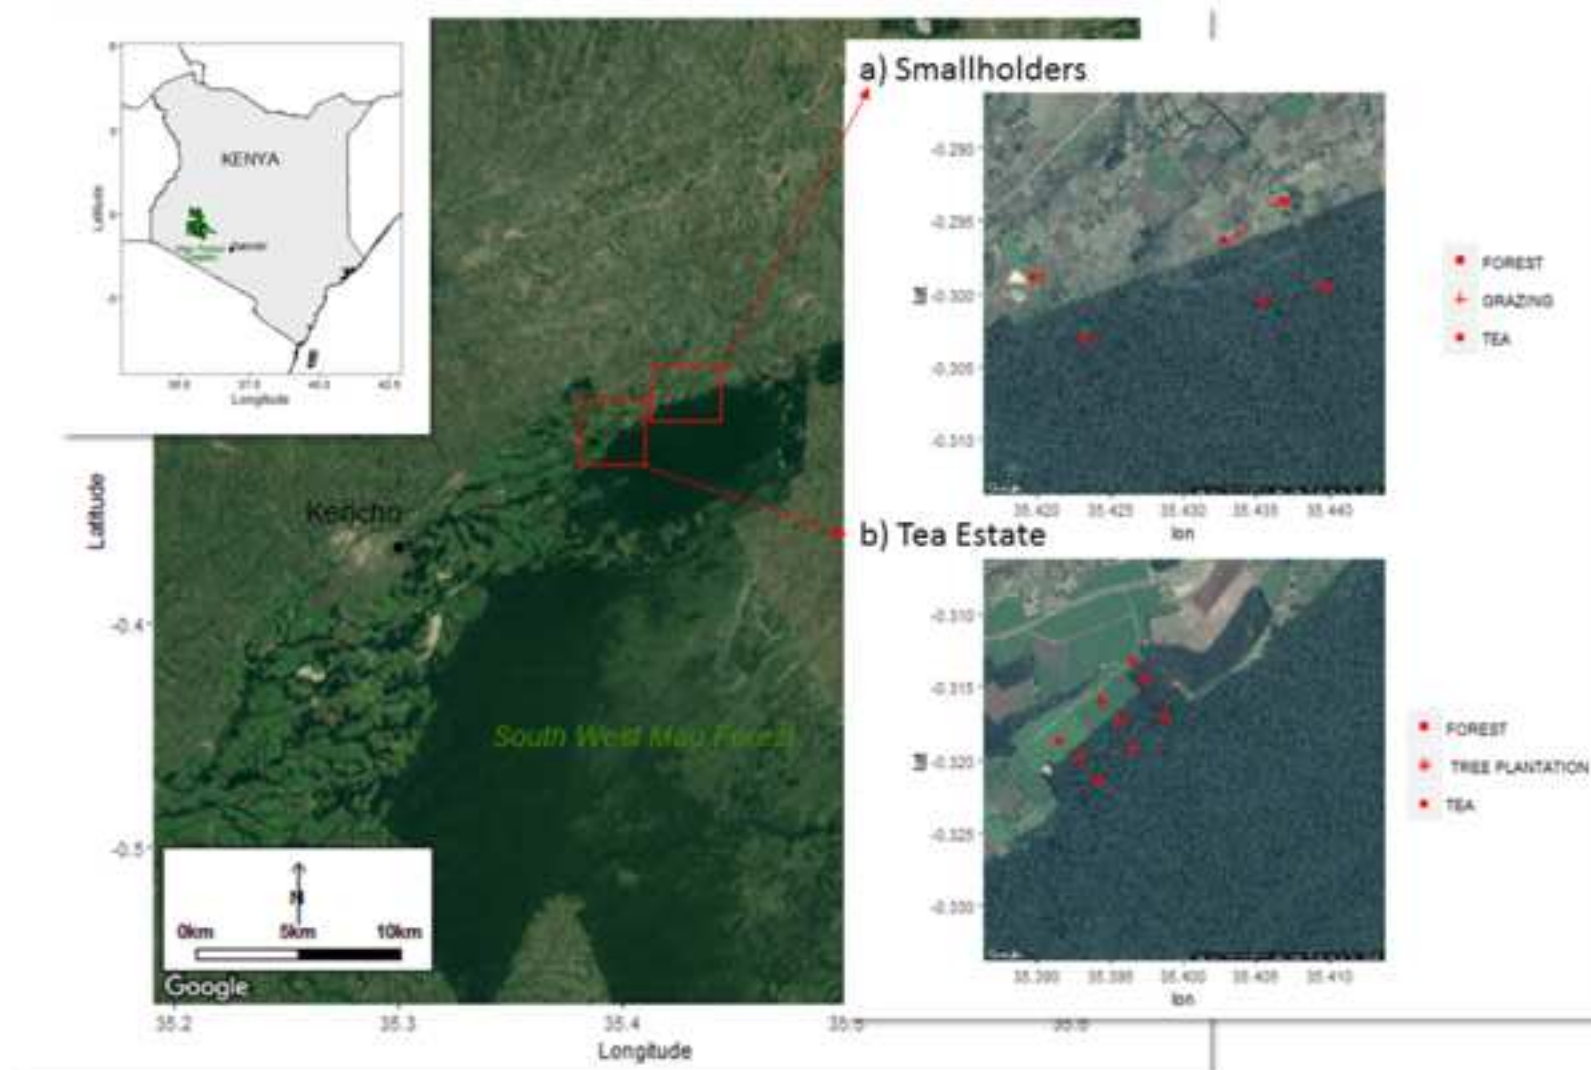 KENYA
Latitude
Longitude
a) Smallholders
-0.290
-0.295
-0.300
-0.305
-0.310
lat
35.420 35.425 35.430 35.435 35.440
lon
FOREST
GRAZING
TEA
Kericho
Latitude
-0.4
-0.5
South West Mau Forest
b) Tea Estate
-0.310
-0.315
-0.320
-0.325
-0.330
lat
35.390 35.395 35.400 35.405 35.410
lon
FOREST
TREE PLANTATION
TEA
N
0km 5km 10km
Google
35.2 35.3 35.4 35.5 35.6
Longitude